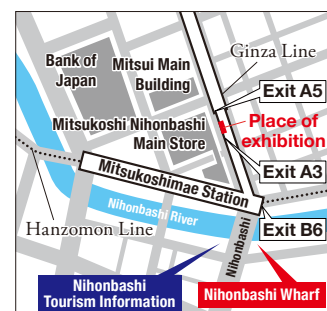 Ginza Line
Bank of
Japan
Mitsui Main
Building
Exit A5
Place of
exhibition
Mitsukoshi Nihonbashi
Main Store
Exit A3
Mitsukoshimae Station
Hanzomon Line
Nihonbashi River
Nihonbashi
Exit B6
Nihonbashi
Tourism Information
Nihonbashi Wharf